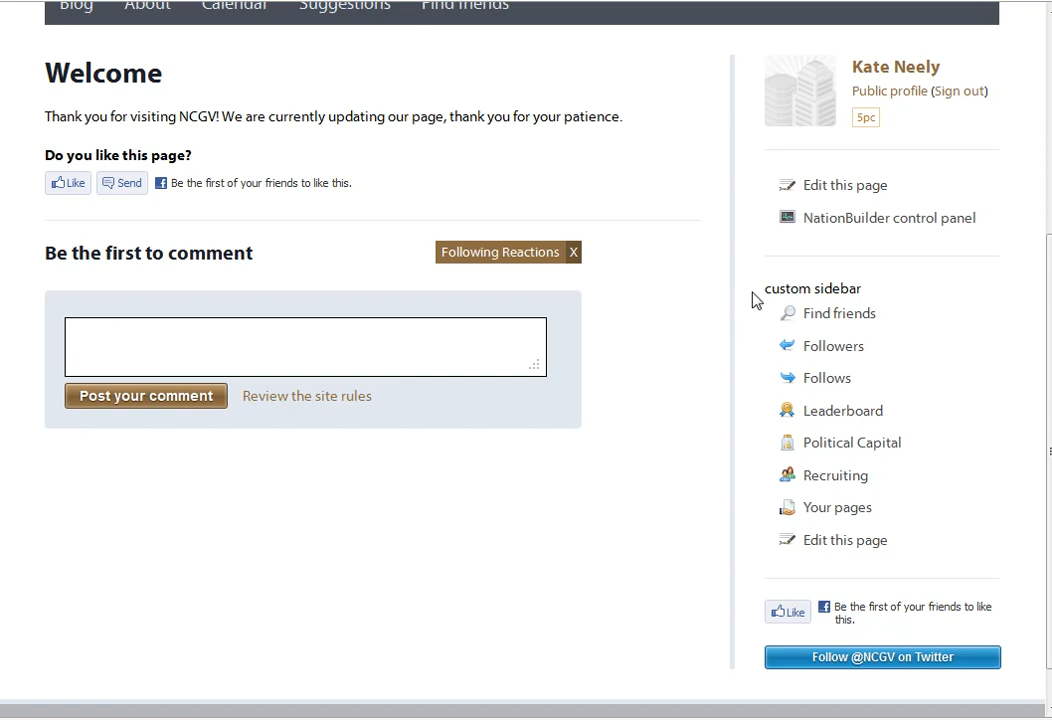 Blog About Calendar Suggestions Find friends
Welcome
Thank you for visiting NCGV! We are currently updating our page, thank you for your patience.
Do you like this page?
Like Send Be the first of your friends to like this.
Be the first to comment
Following Reactions X
Post your comment Review the site rules
Kate Neely
Public profile (Sign out)
5pc
Edit this page
NationBuilder control panel
custom sidebar
Find friends
Followers
Follows
Leaderboard
Political Capital
Recruiting
Your pages
Edit this page
Like Be the first of your friends to like
this.
Follow @NCGV on Twitter